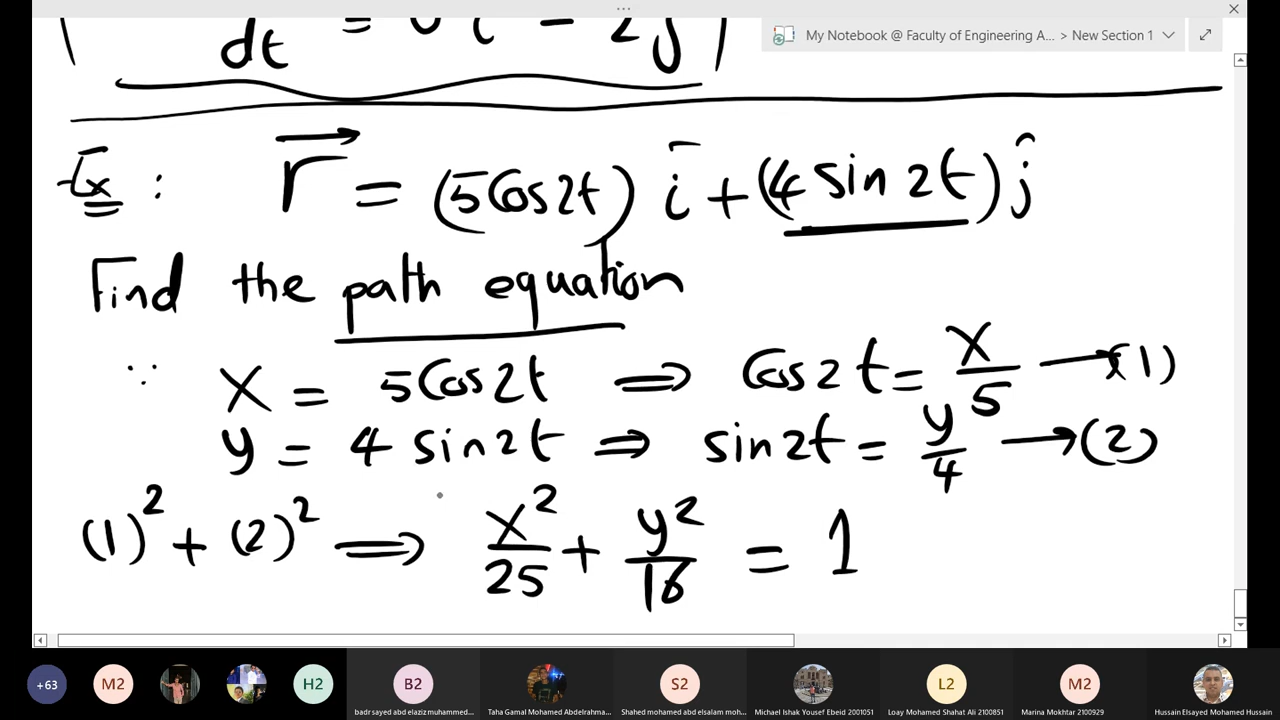 dt
My Notebook @ Faculty of Engineering A... > New Section 1
Ex : r = (5Cos2t) i + (4 sin 2t) j
Find the path equation
∵ x = 5Cos2t ⇒ Cos2t = x/5 → (1)
y = 4 sin2t ⇒ sin2t = y/4 → (2)
(1)² + (2)² ⇒ x²/25 + y²/16 = 1
+63
M2
H2
B2
S2
L2
M2
badr sayed abd elaziz muhammed...
Taha Gamal Mohamed Abdelrahma...
Shahed mohamed abd elsalam moh...
Michael Ishak Yousef Ebeid 2001051
Loay Mohamed Shahat Ali 2100851
Marina Mokhtar 2100929
Hussain Elsayed Mohamed Hussain